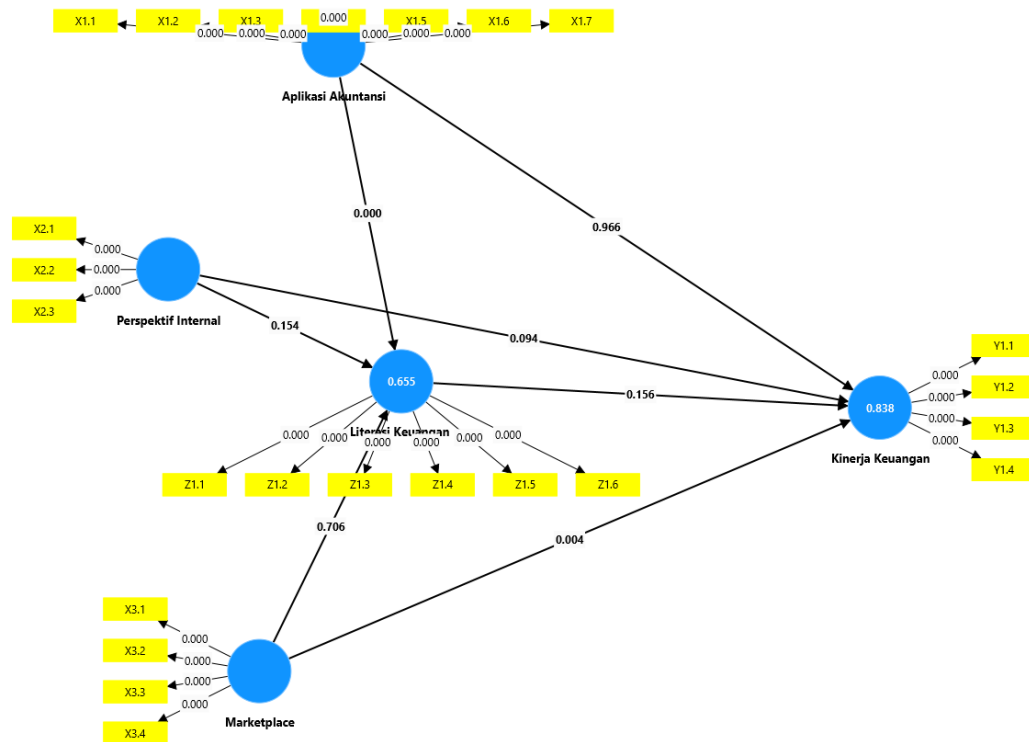 X1.1
X1.2
X1.3
0.000
X1.5
X1.6
X1.7
0.000
0.000
0.000
0.000
0.000
0.000
Aplikasi Akuntansi
0.000
0.966
X2.1
X2.2
X2.3
0.000
0.000
0.000
Perspektif Internal
0.154
0.094
0.655
Literasi Keuangan
0.156
0.000
0.000
0.000
0.000
0.000
0.000
Z1.1
Z1.2
Z1.3
Z1.4
Z1.5
Z1.6
0.838
Kinerja Keuangan
0.000
0.000
0.000
0.000
Y1.1
Y1.2
Y1.3
Y1.4
0.706
0.004
X3.1
X3.2
X3.3
X3.4
0.000
0.000
0.000
0.000
Marketplace